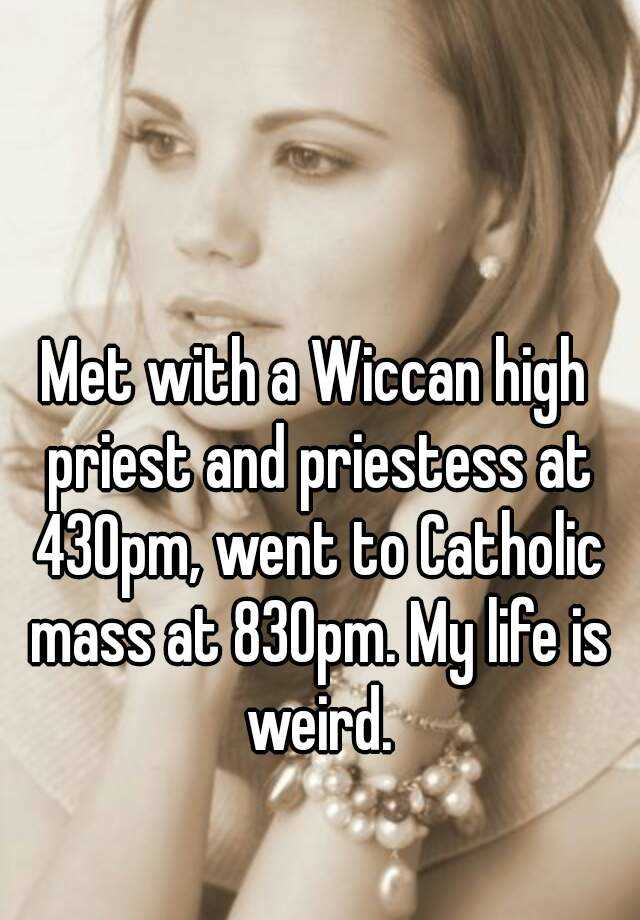 Met with a Wiccan high
priest and priestess at
430pm, went to Catholic
mass at 830pm. My life is
weird.